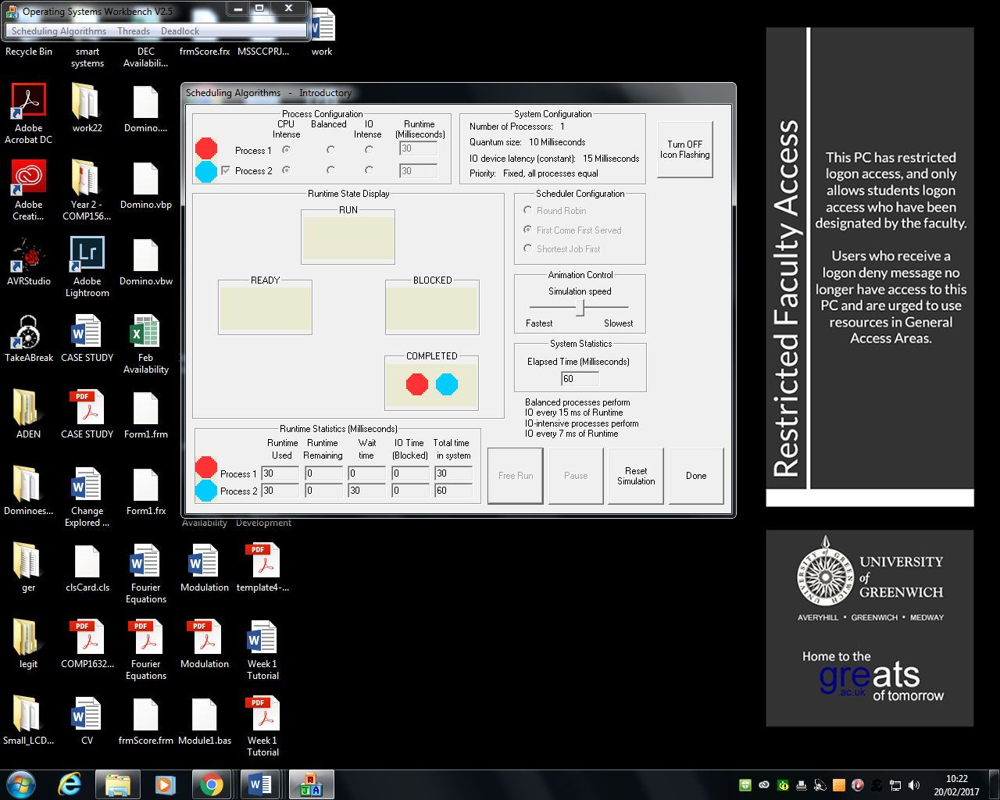 Operating Systems Workbench V2.5
Scheduling Algorithms Threads Deadlock
Recycle Bin
smart systems
DEC Availabili...
frmScore.frx
MSSCCPRJ...
work
Adobe Acrobat DC
work22
Domino....
Adobe Creati...
Year 2 - COMP156...
Domino.vbp
AVRStudio
Adobe Lightroom
Domino.vbw
TakeABreak
CASE STUDY
Feb Availability
ADEN
CASE STUDY
Form1.frm
Dominoes...
Change Explored ...
Form1.frx
Availability
Development
ger
clsCard.cls
Fourier Equations
Modulation
template4-...
legit
COMP1632...
Fourier Equations
Modulation
Week 1 Tutorial
Small_LCD...
CV
frmScore.frm
Module1.bas
Week 1 Tutorial
Scheduling Algorithms - Introductory
Process Configuration
CPU Intense
Balanced
IO Intense
Runtime (Milliseconds)
Process 1 30
Process 2 30
System Configuration
Number of Processors: 1
Quantum size: 10 Milliseconds
IO device latency (constant): 15 Milliseconds
Priority: Fixed, all processes equal
Turn OFF
Icon Flashing
Runtime State Display
RUN
READY
BLOCKED
COMPLETED
Scheduler Configuration
Round Robin
First Come First Served
Shortest Job First
Animation Control
Simulation speed
Fastest Slowest
System Statistics
Elapsed Time (Milliseconds)
60
Balanced processes perform
IO every 15 ms of Runtime
IO-intensive processes perform
IO every 7 ms of Runtime
Runtime Statistics (Milliseconds)
Runtime Used
Runtime Remaining
Wait time
IO Time (Blocked)
Total time in system
Process 1 30 0 0 0 30
Process 2 30 0 30 0 60
Free Run
Pause
Reset
Simulation
Done
Restricted Faculty Access
This PC has restricted
logon access, and only
allows students logon
access who have been
designated by the faculty.
Users who receive a
logon deny message no
longer have access to this
PC and are urged to use
resources in General
Access Areas.
UNIVERSITY OF GREENWICH
UNIVERSITY
of
GREENWICH
AVERYHILL • GREENWICH • MEDWAY
Home to the
greats
.ac.uk
of tomorrow
10:22
20/02/2017